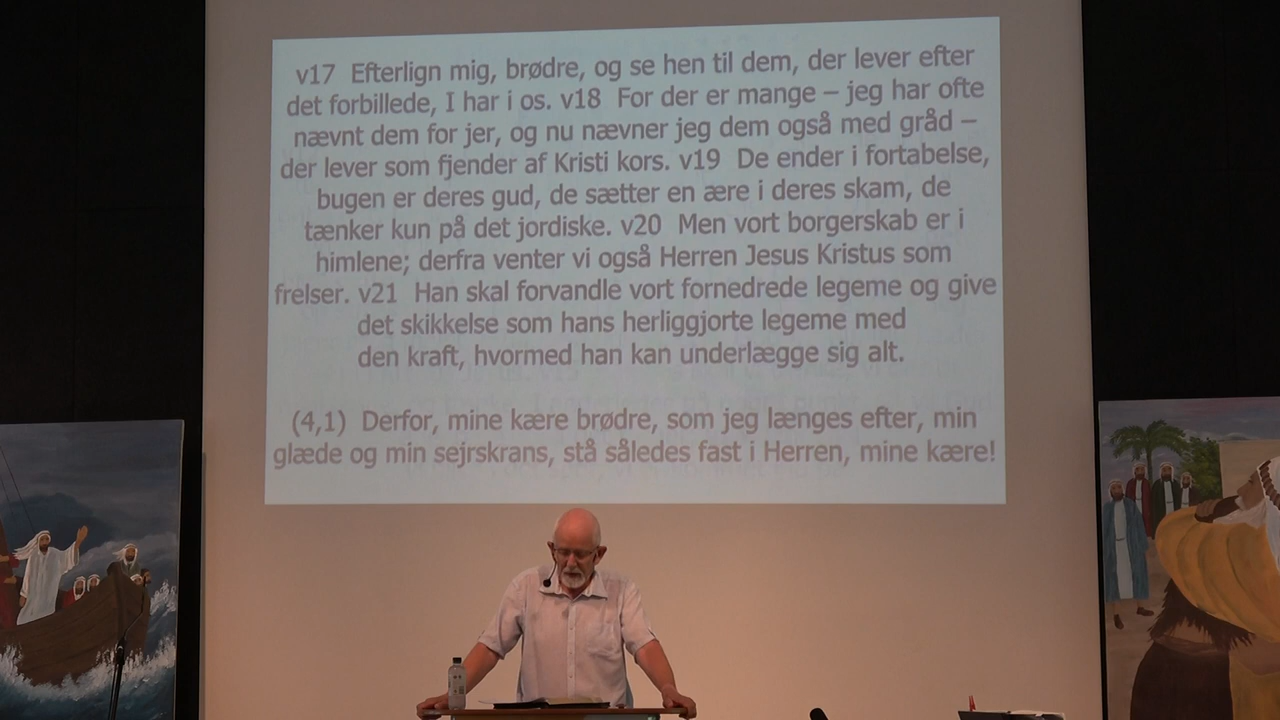 v17 Efterlign mig, brødre, og se hen til dem, der lever efter
det forbillede, I har i os. v18 For der er mange – jeg har ofte
nævnt dem for jer, og nu nævner jeg dem også med gråd –
der lever som fjender af Kristi kors. v19 De ender i fortabelse,
bugen er deres gud, de sætter en ære i deres skam, de
tænker kun på det jordiske. v20 Men vort borgerskab er i
himlene; derfra venter vi også Herren Jesus Kristus som
frelser. v21 Han skal forvandle vort fornedrede legeme og give
det skikkelse som hans herliggjorte legeme med
den kraft, hvormed han kan underlægge sig alt.
(4,1) Derfor, mine kære brødre, som jeg længes efter, min
glæde og min sejrskrans, stå således fast i Herren, mine kære!